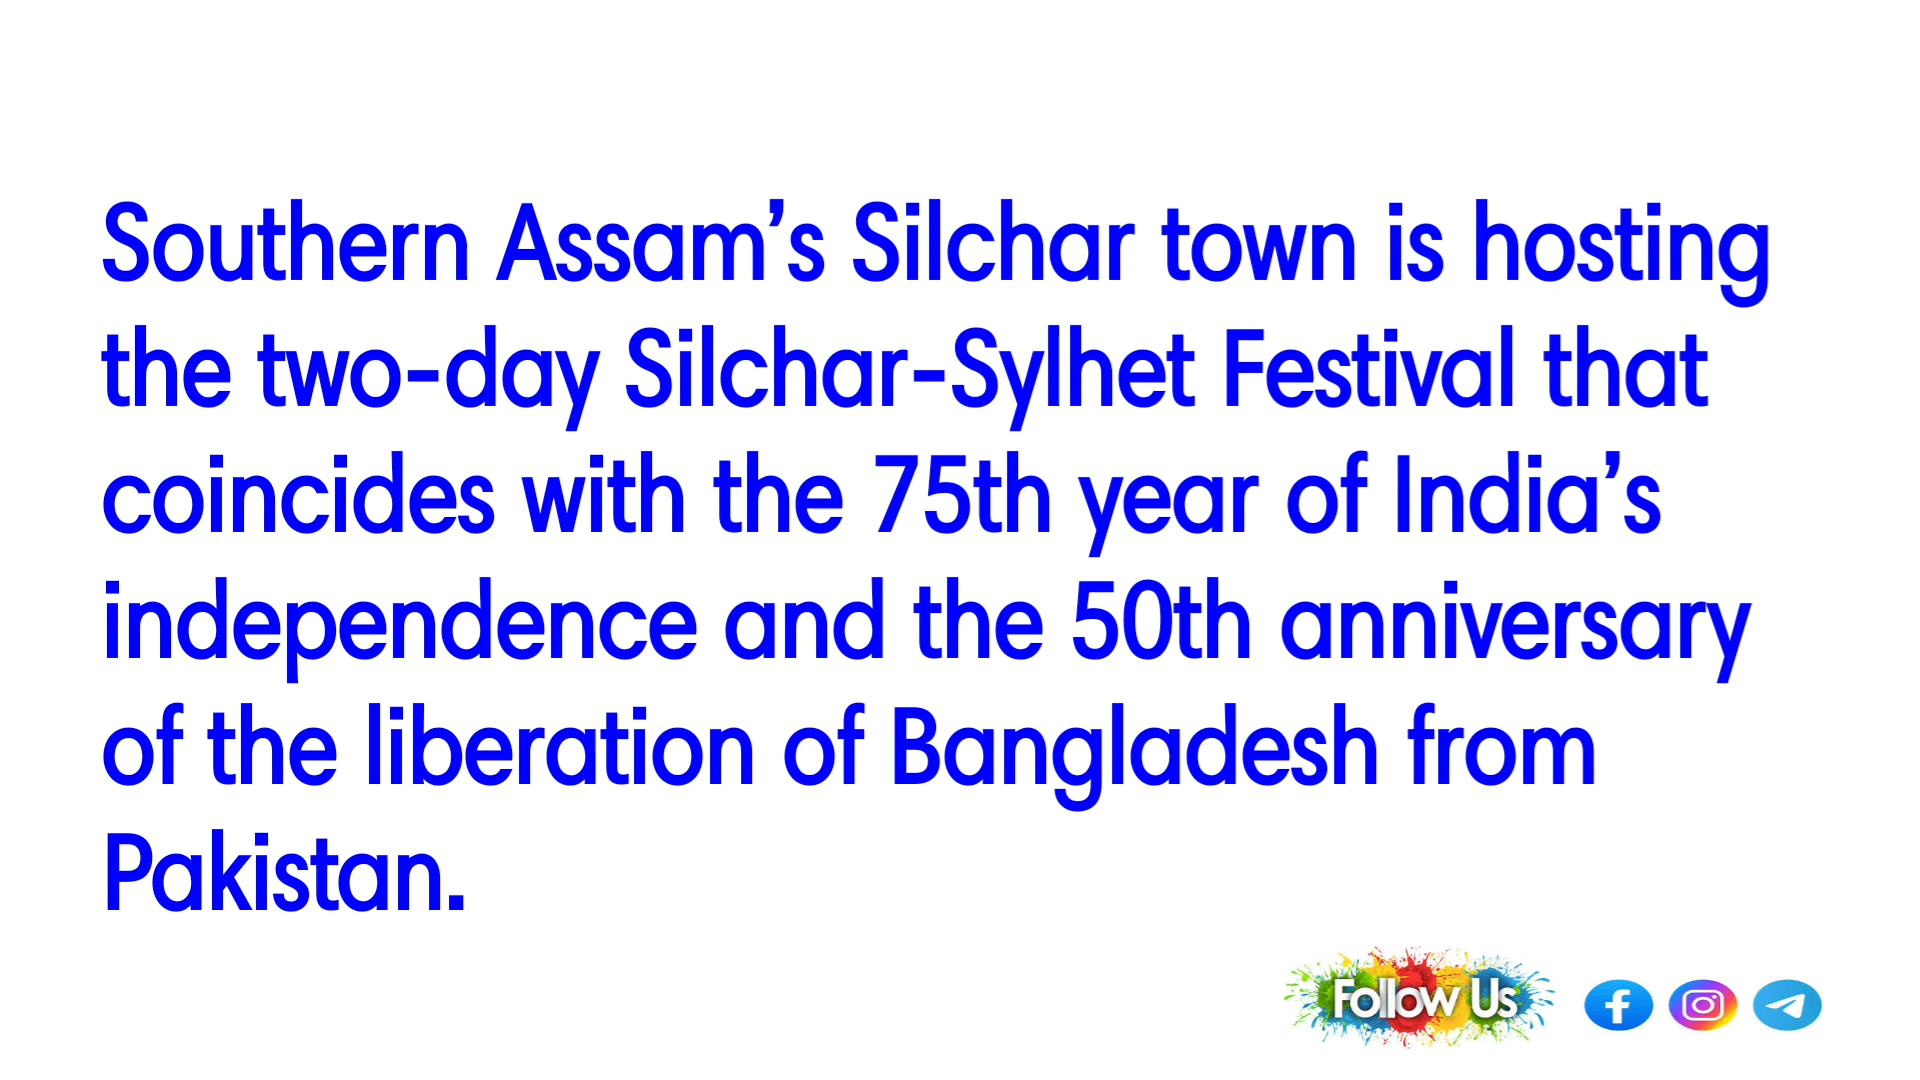 Southern Assam’s Silchar town is hosting
the two-day Silchar-Sylhet Festival that
coincides with the 75th year of India’s
independence and the 50th anniversary
of the liberation of Bangladesh from
Pakistan.
Follow Us